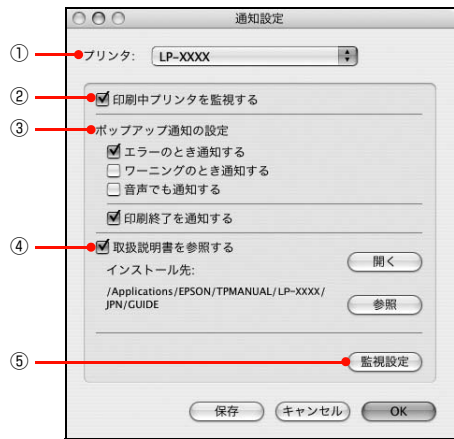 通知設定
① プリンタ: LP-XXXX
② 印刷中プリンタを監視する
③ ポップアップ通知の設定
エラーのとき通知する
ワーニングのとき通知する
音声でも通知する
印刷終了を通知する
④ 取扱説明書を参照する
開く
インストール先:
/Applications/EPSON/TPMANUAL/LP-XXXX/
JPN/GUIDE
参照
⑤ 監視設定
保存 キャンセル OK